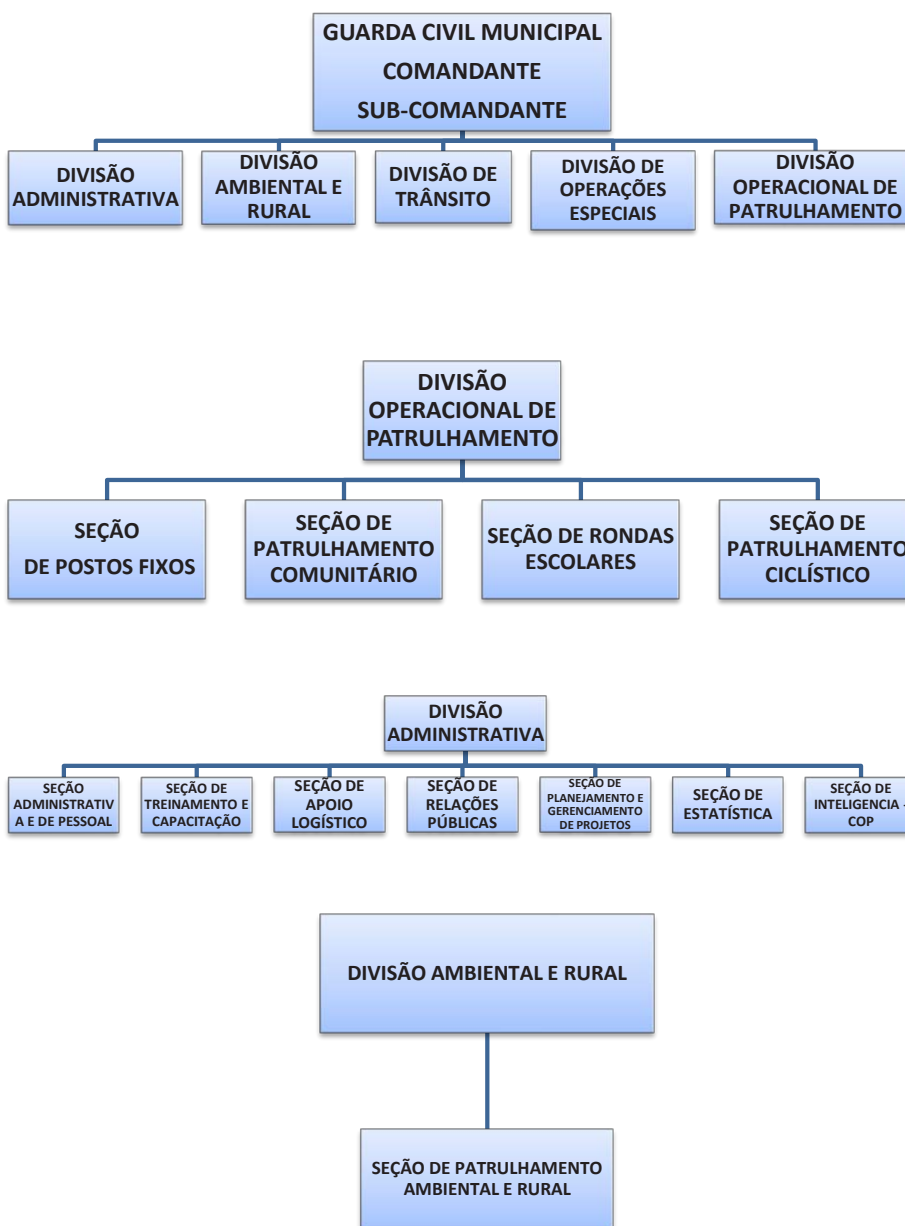 GUARDA CIVIL MUNICIPAL
COMANDANTE
SUB-COMANDANTE
DIVISÃO
ADMINISTRATIVA
DIVISÃO
AMBIENTAL E
RURAL
DIVISÃO DE
TRÂNSITO
DIVISÃO DE
OPERAÇÕES
ESPECIAIS
DIVISÃO
OPERACIONAL DE
PATRULHAMENTO
DIVISÃO
OPERACIONAL DE
PATRULHAMENTO
SEÇÃO
DE POSTOS FIXOS
SEÇÃO DE
PATRULHAMENTO
COMUNITÁRIO
SEÇÃO DE RONDAS
ESCOLARES
SEÇÃO DE
PATRULHAMENTO
CICLÍSTICO
DIVISÃO
ADMINISTRATIVA
SEÇÃO
ADMINISTRATIV
A E DE PESSOAL
SEÇÃO DE
TREINAMENTO E
CAPACITAÇÃO
SEÇÃO DE
APOIO
LOGÍSTICO
SEÇÃO DE
RELAÇÕES
PÚBLICAS
SEÇÃO DE
PLANEJAMENTO E
GERENCIAMENTO
DE PROJETOS
SEÇÃO DE
ESTATÍSTICA
SEÇÃO DE
INTELIGENCIA -
COP
DIVISÃO AMBIENTAL E RURAL
SEÇÃO DE PATRULHAMENTO
AMBIENTAL E RURAL